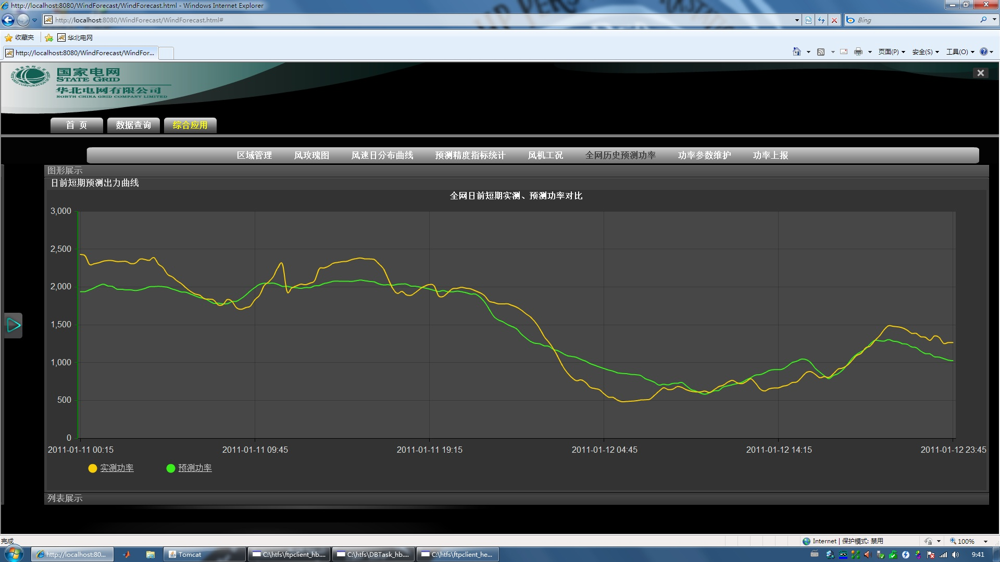 http://localhost:8080/WindForecast/WindForecast.html - Windows Internet Explorer
http://localhost:8080/WindForecast/WindForecast.html#
Bing
收藏夹 华北电网
http://localhost:8080/WindForecast/WindFor...
页面(P) 安全(S) 工具(O)
国家电网
STATE GRID
华北电网有限公司
NORTH CHINA GRID COMPANY LIMITED
首 页 数据查询 综合应用
区域管理 风玫瑰图 风速日分布曲线 预测精度指标统计 风机工况 全网历史预测功率 功率参数维护 功率上报
图形展示
日前短期预测出力曲线
全网日前短期实测、预测功率对比
3,000
2,500
2,000
1,500
1,000
500
0
2011-01-11 00:15 2011-01-11 09:45 2011-01-11 19:15 2011-01-12 04:45 2011-01-12 14:15 2011-01-12 23:45
实测功率 预测功率
列表展示
完成 Internet | 保护模式: 禁用 100%
http://localhost:80... Tomcat C:\htfs\ftpclient_hb.... C:\htfs\DBTask_hb.... C:\htfs\ftpclient_he... 9:41